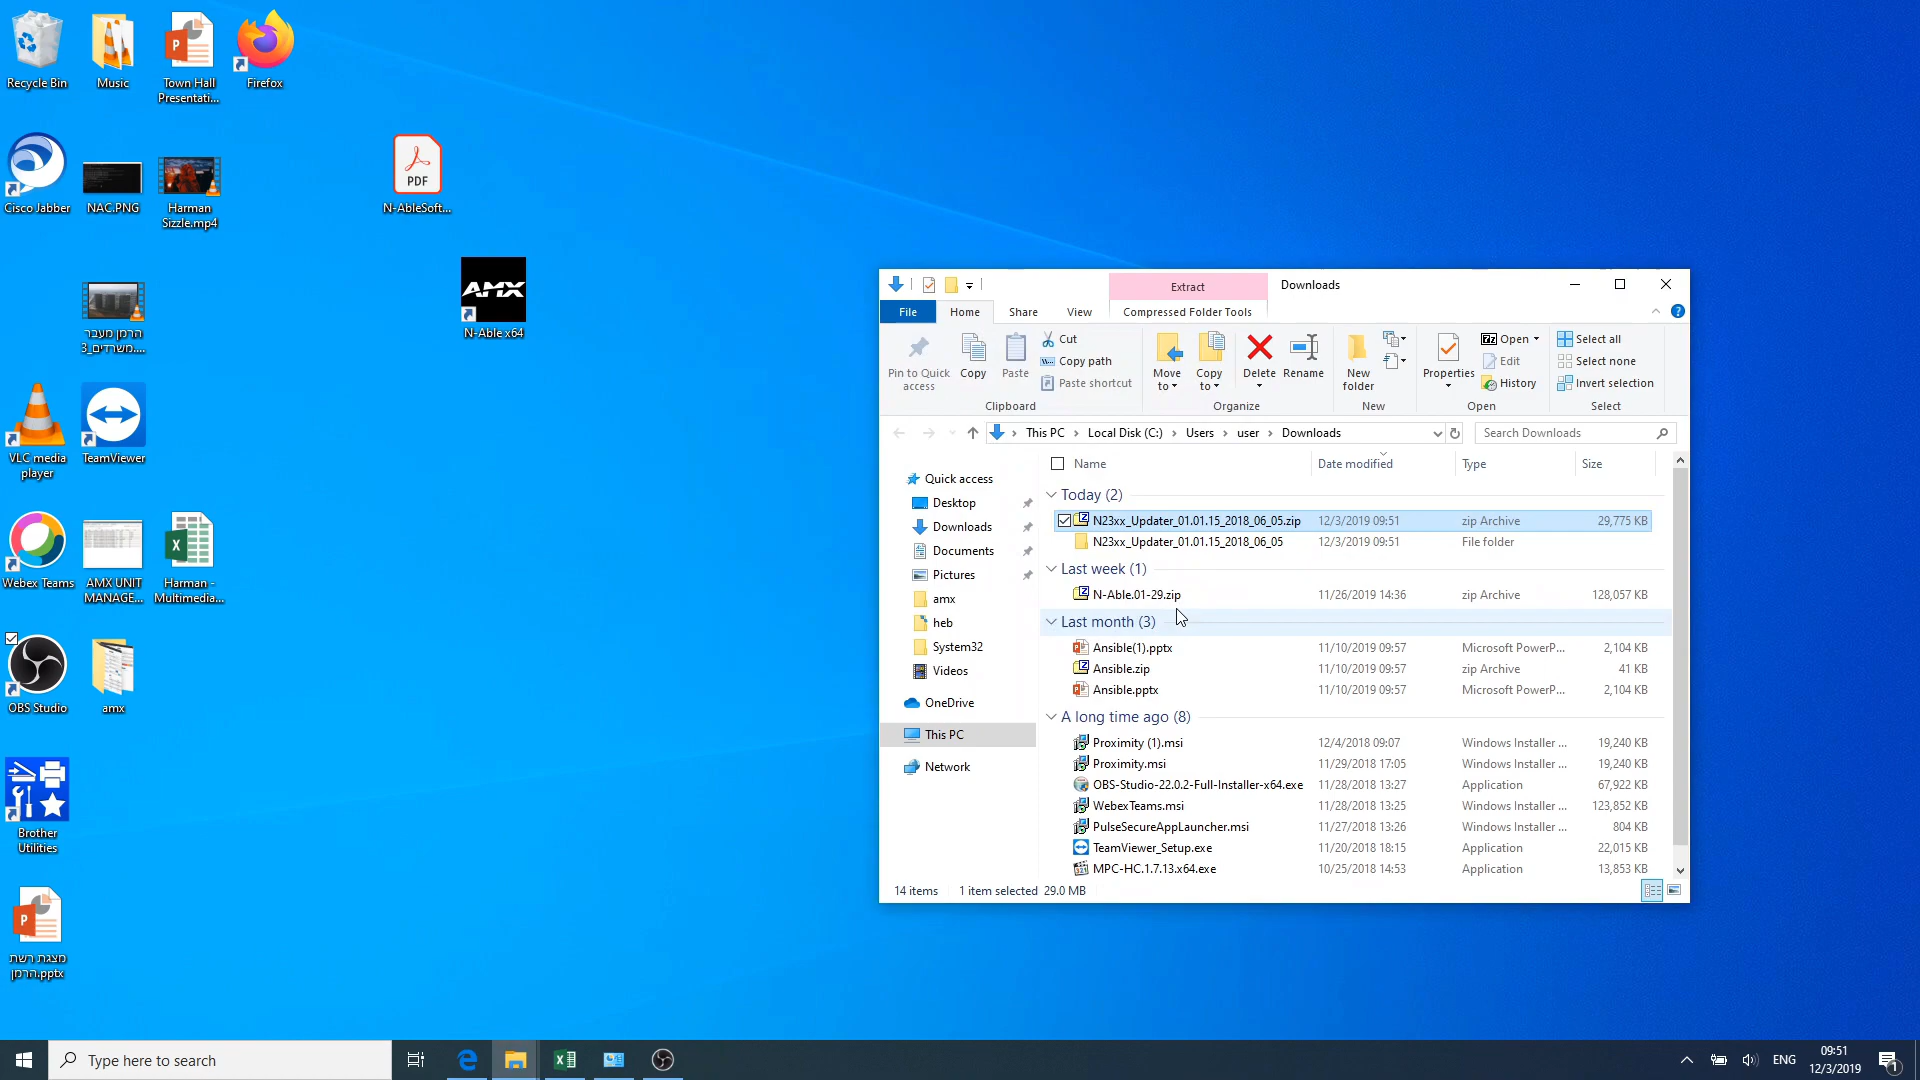 Recycle Bin
Music
Town Hall
Presentati...
Firefox
Cisco Jabber
NAC.PNG
Harman
Sizzle.mp4
PDF
N-AbleSoft...
הרמן מעבר
משרדים_3....
AMX
N-Able x64
VLC media
player
TeamViewer
Webex Teams
AMX UNIT
MANAGE...
Harman -
Multimedia...
OBS Studio
amx
Brother
Utilities
מצגת רשת
הרמן.pptx
Extract
Downloads
File
Home
Share
View
Compressed Folder Tools
Pin to Quick
access
Copy
Paste
Cut
Copy path
Paste shortcut
Clipboard
Move
to
Copy
to
Delete
Rename
Organize
New
folder
New
Properties
Open
Edit
History
Open
Select all
Select none
Invert selection
Select
This PC > Local Disk (C:) > Users > user > Downloads
Search Downloads
Quick access
Desktop
Downloads
Documents
Pictures
amx
heb
System32
Videos
OneDrive
This PC
Network
Name Date modified Type Size
Today (2)
N23xx_Updater_01.01.15_2018_06_05.zip 12/3/2019 09:51 zip Archive 29,775 KB
N23xx_Updater_01.01.15_2018_06_05 12/3/2019 09:51 File folder
Last week (1)
N-Able.01-29.zip 11/26/2019 14:36 zip Archive 128,057 KB
Last month (3)
Ansible(1).pptx 11/10/2019 09:57 Microsoft PowerP... 2,104 KB
Ansible.zip 11/10/2019 09:57 zip Archive 41 KB
Ansible.pptx 11/10/2019 09:57 Microsoft PowerP... 2,104 KB
A long time ago (8)
Proximity (1).msi 12/4/2018 09:07 Windows Installer ... 19,240 KB
Proximity.msi 11/29/2018 17:05 Windows Installer ... 19,240 KB
OBS-Studio-22.0.2-Full-Installer-x64.exe 11/28/2018 13:27 Application 67,922 KB
WebexTeams.msi 11/28/2018 13:25 Windows Installer ... 123,852 KB
PulseSecureAppLauncher.msi 11/27/2018 13:26 Windows Installer ... 804 KB
TeamViewer_Setup.exe 11/20/2018 18:15 Application 22,015 KB
MPC-HC.1.7.13.x64.exe 10/25/2018 14:53 Application 13,853 KB
14 items 1 item selected 29.0 MB
Type here to search
ENG
09:51
12/3/2019
1